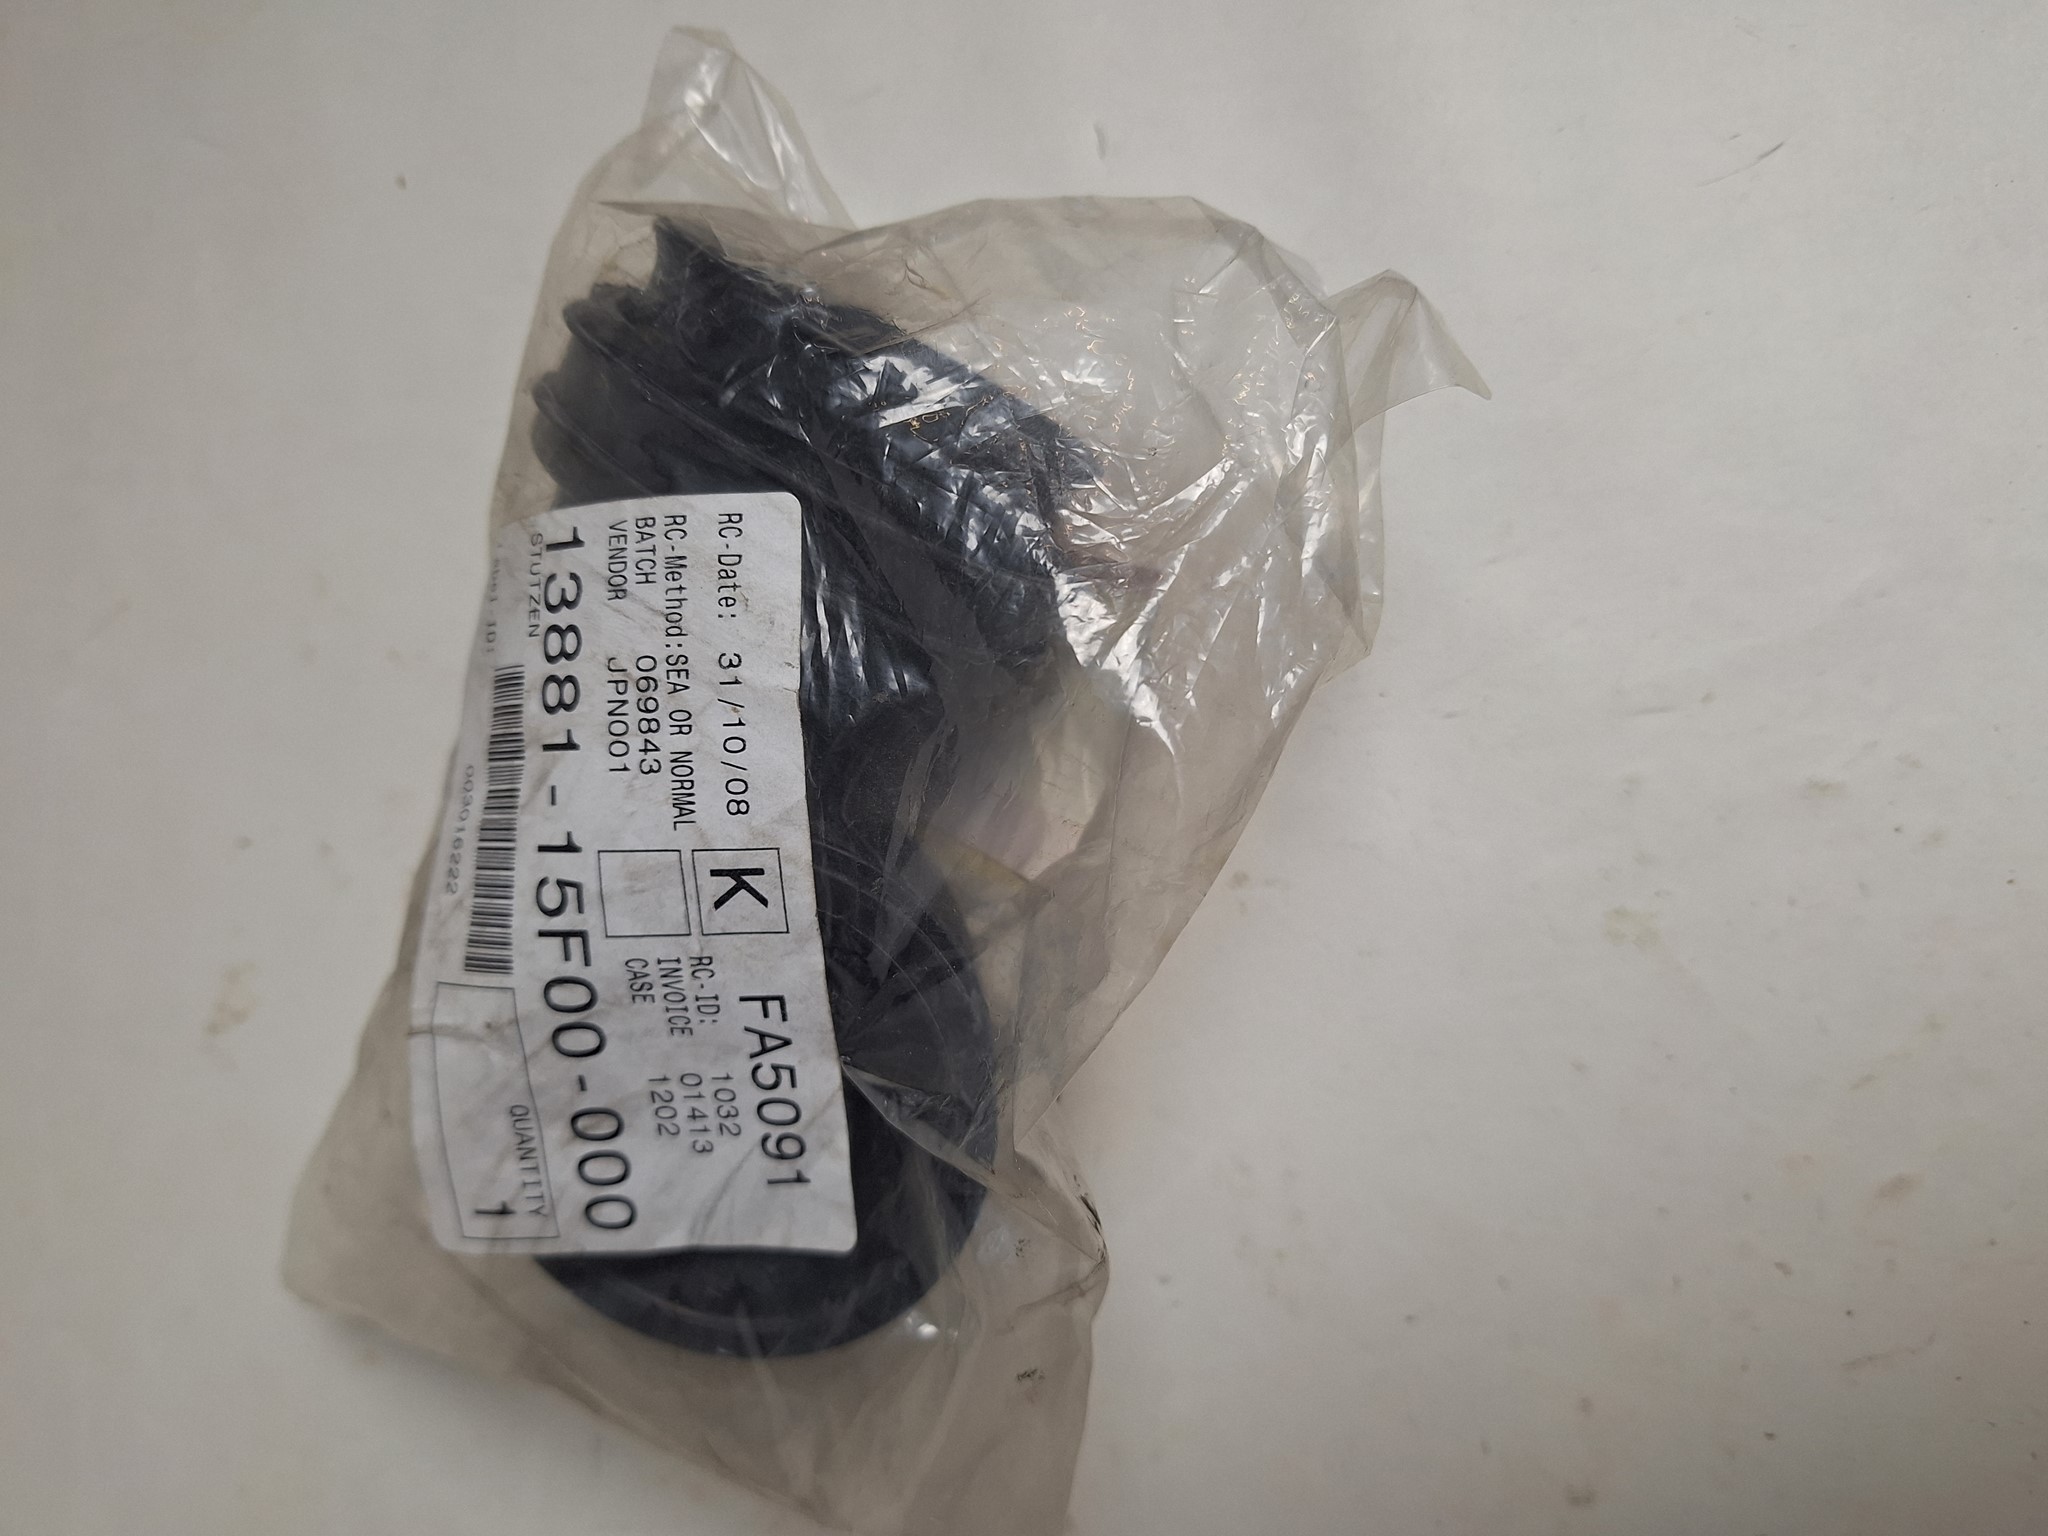 FA5091
RC-Date: 31/10/08 K RC-ID: 1032
RC-Method:SEA OR NORMAL INVOICE 01413
BATCH 069843 CASE 1202
VENDOR JPN001
13881-15F00-000
STUTZEN
QUANTITY
1
0030016222